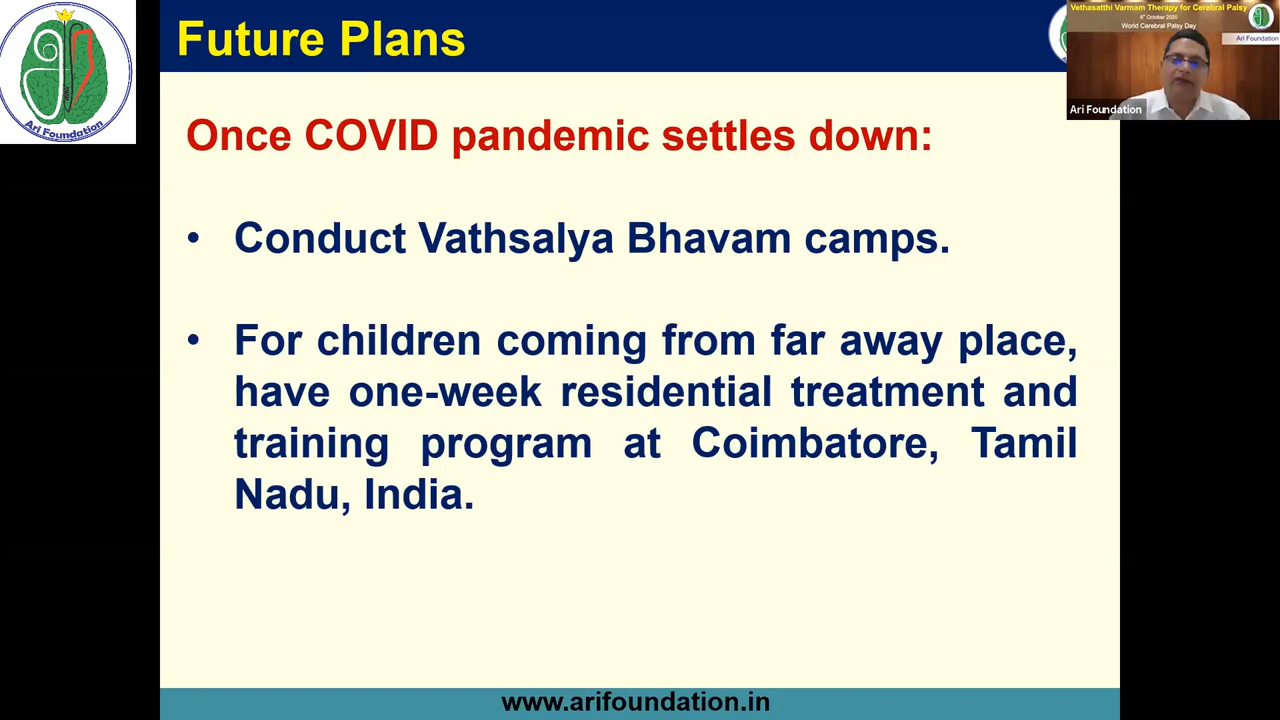 Future Plans
Once COVID pandemic settles down:
• Conduct Vathsalya Bhavam camps.
• For children coming from far away place,
have one-week residential treatment and
training program at Coimbatore, Tamil
Nadu, India.
www.arifoundation.in
Ari Foundation
Vethasatthi Varmam Therapy for Cerebral Palsy
6th October 2020
World Cerebral Palsy Day
Ari Foundation
Ari Foundation